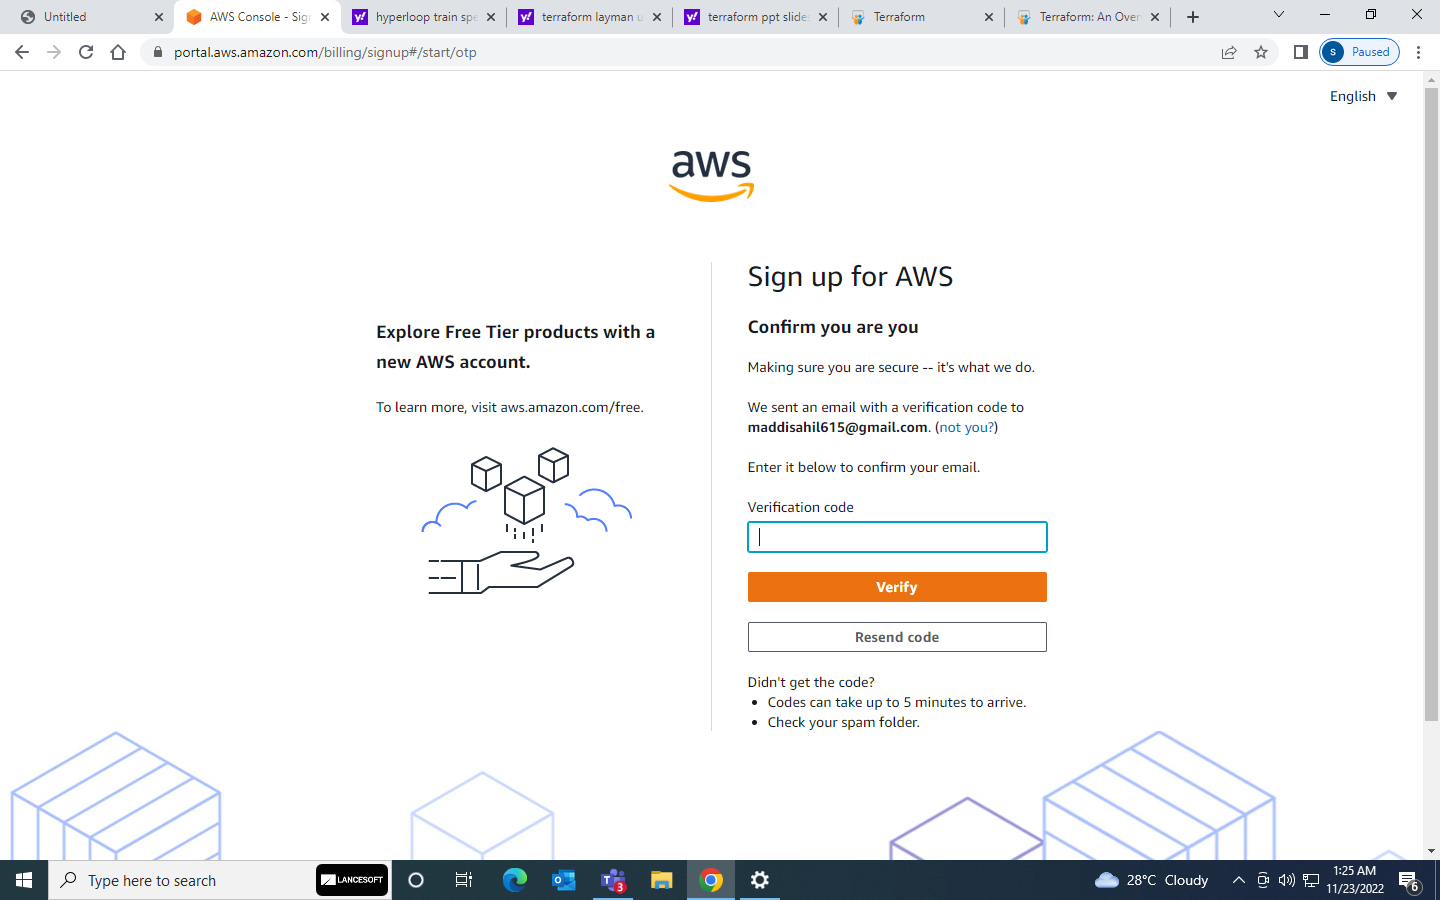 Untitled
AWS Console - Sign
hyperloop train spe
terraform layman u
terraform ppt slide
Terraform
Terraform: An Over
portal.aws.amazon.com/billing/signup#/start/otp
s Paused
English
aws
Explore Free Tier products with a
new AWS account.
To learn more, visit aws.amazon.com/free.
Sign up for AWS
Confirm you are you
Making sure you are secure -- it's what we do.
We sent an email with a verification code to
maddisahil615@gmail.com. (not you?)
Enter it below to confirm your email.
Verification code
Verify
Resend code
Didn't get the code?
• Codes can take up to 5 minutes to arrive.
• Check your spam folder.
Type here to search
LANCESOFT
3
28°C Cloudy
1:25 AM
11/23/2022
6